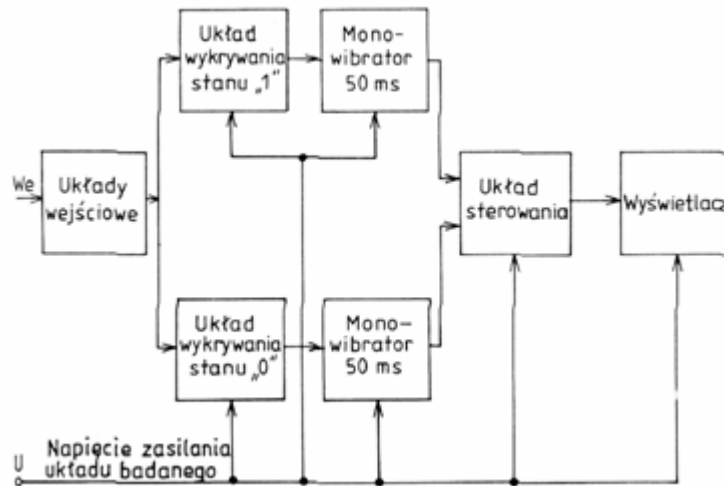 Układ
wykrywania
stanu „1”
Mono-
wibrator
50 ms
We
Układy
wejściowe
Układ
sterowania
Wyświetlacz
Układ
wykrywania
stanu „0”
Mono-
wibrator
50 ms
Napięcie zasilania
U układu badanego